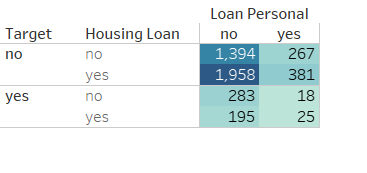 Loan Personal
Target Housing Loan no yes
no no 1,394 267
yes 1,958 381
yes no 283 18
yes 195 25